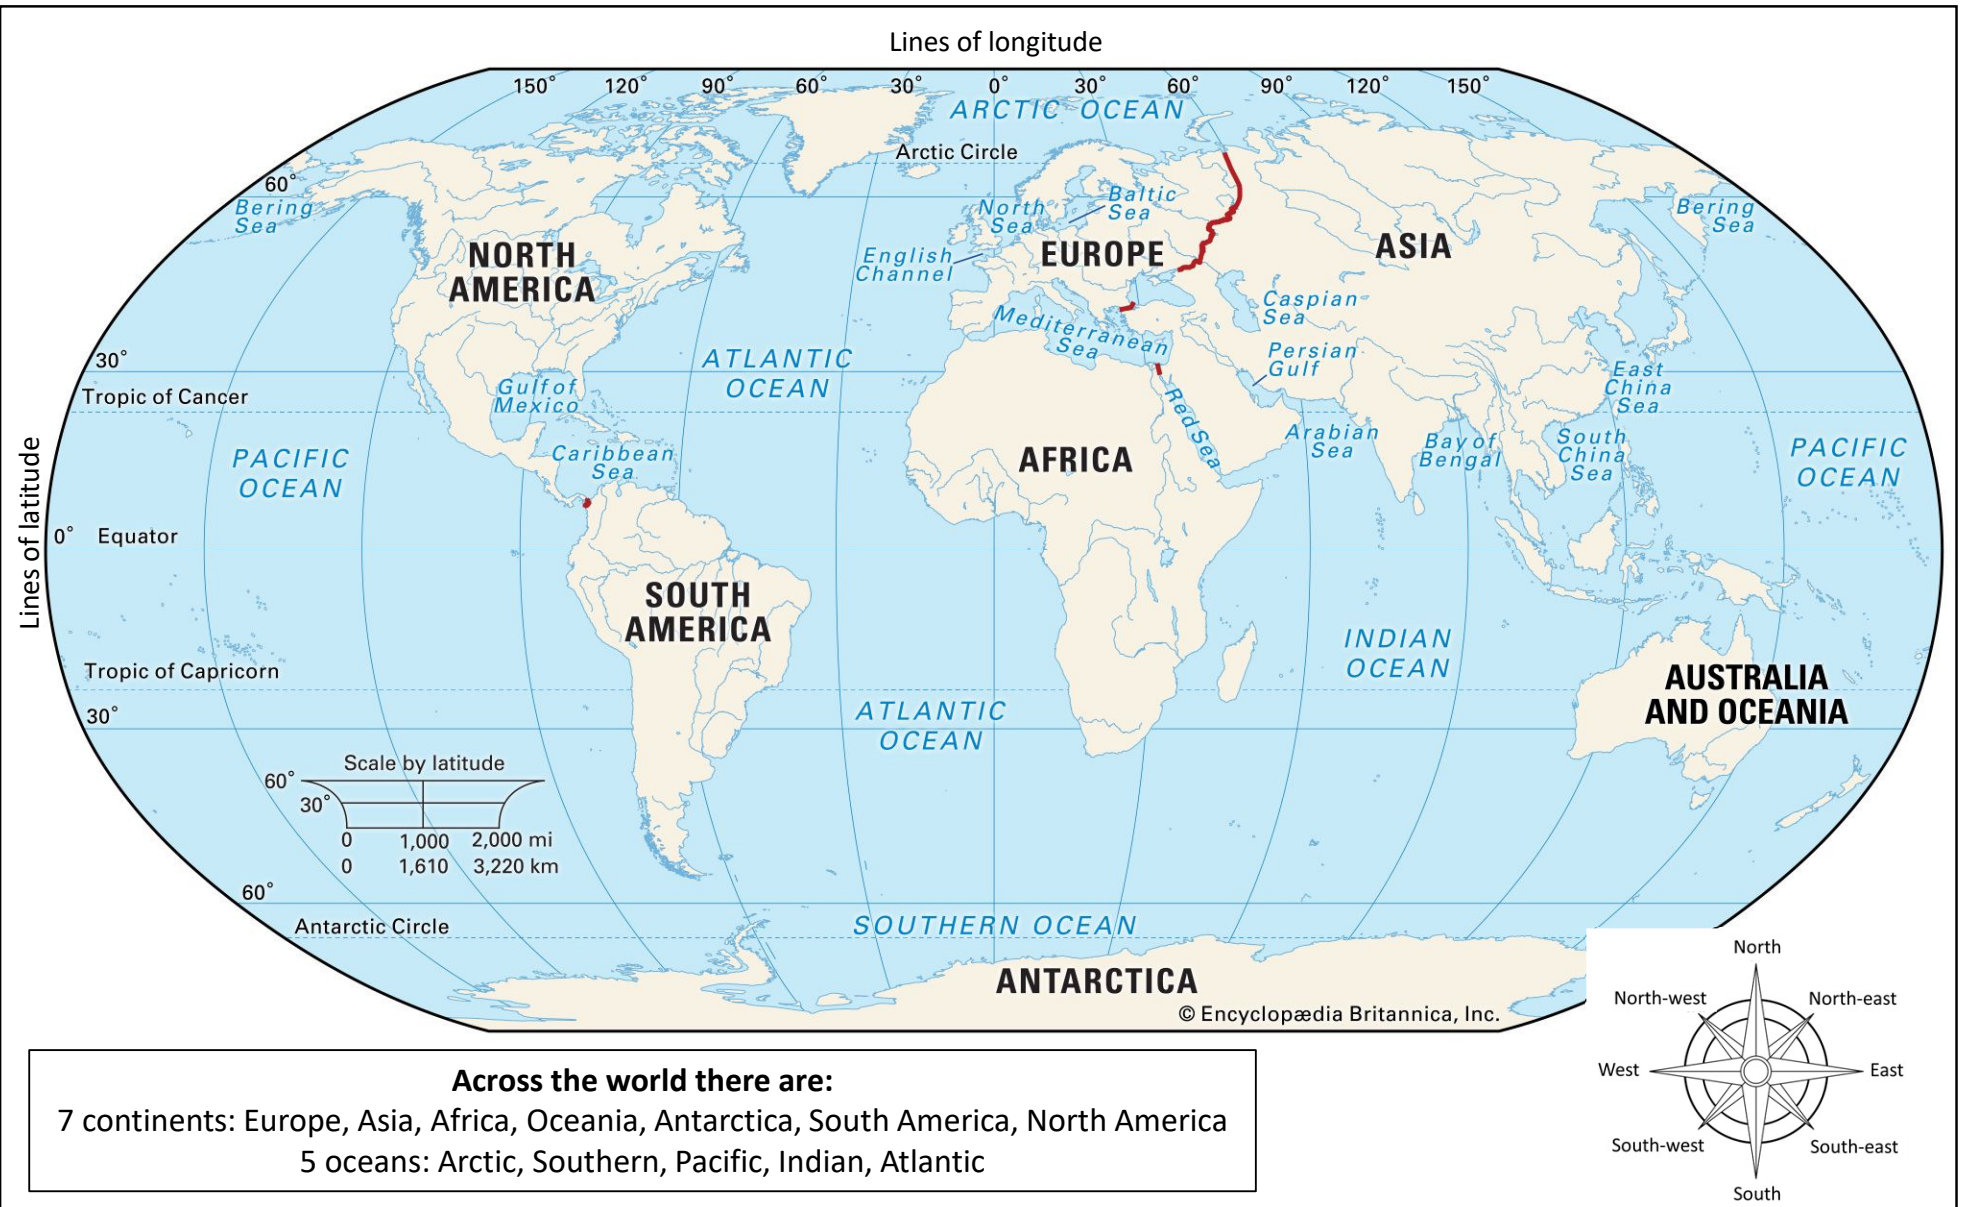 Lines of longitude
150° 120° 90° 60° 30° 0° 30° 60° 90° 120° 150°
ARCTIC OCEAN
Arctic Circle
60°
Bering
Sea
North
Sea
Baltic
Sea
Bering
Sea
NORTH
AMERICA
English
Channel
EUROPE
ASIA
Caspian
Sea
Mediterranean
Sea
Persian
Gulf
30°
Tropic of Cancer
ATLANTIC
OCEAN
Gulf of
Mexico
East
China
Sea
Red Sea
Lines of latitude
PACIFIC
OCEAN
Caribbean
Sea
AFRICA
Arabian
Sea
Bay of
Bengal
South
China
Sea
PACIFIC
OCEAN
0° Equator
SOUTH
AMERICA
INDIAN
OCEAN
Tropic of Capricorn
AUSTRALIA
AND OCEANIA
30°
ATLANTIC
OCEAN
Scale by latitude
60°
30°
0 1,000 2,000 mi
0 1,610 3,220 km
60°
Antarctic Circle
SOUTHERN OCEAN
ANTARCTICA
© Encyclopædia Britannica, Inc.
North
North-west
North-east
West
East
South-west
South-east
South
Across the world there are:
7 continents: Europe, Asia, Africa, Oceania, Antarctica, South America, North America
5 oceans: Arctic, Southern, Pacific, Indian, Atlantic